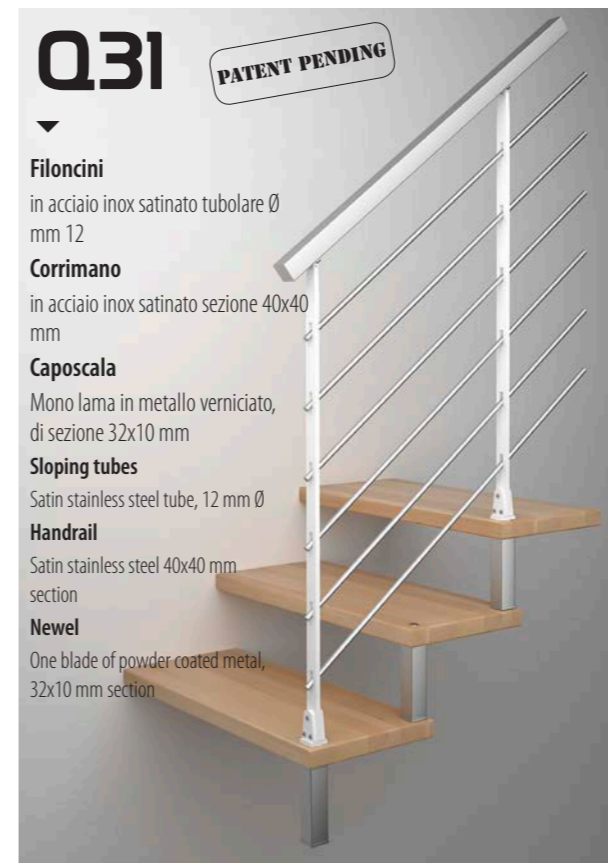 Q31
PATENT PENDING
Filoncini
in acciaio inox satinato tubolare Ø
mm 12
Corrimano
in acciaio inox satinato sezione 40x40
mm
Caposcala
Mono lama in metallo verniciato,
di sezione 32x10 mm
Sloping tubes
Satin stainless steel tube, 12 mm Ø
Handrail
Satin stainless steel 40x40 mm
section
Newel
One blade of powder coated metal,
32x10 mm section